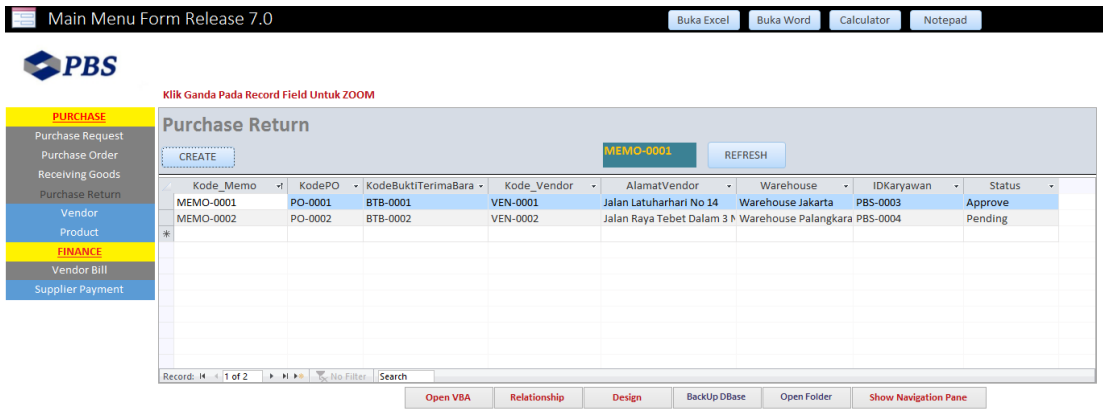 Main Menu Form Release 7.0
Buka Excel Buka Word Calculator Notepad
PBS
Klik Ganda Pada Record Field Untuk ZOOM
PURCHASE
Purchase Request
Purchase Order
Receiving Goods
Purchase Return
Vendor
Product
FINANCE
Vendor Bill
Supplier Payment
Purchase Return
CREATE MEMO-0001 REFRESH
Kode_Memo KodePO KodeBuktiTerimaBara Kode_Vendor AlamatVendor Warehouse IDKaryawan Status
MEMO-0001 PO-0001 BTB-0001 VEN-0001 Jalan Latuharhari No 14 Warehouse Jakarta PBS-0003 Approve
MEMO-0002 PO-0002 BTB-0002 VEN-0002 Jalan Raya Tebet Dalam 3 N Warehouse Palangkara PBS-0004 Pending
Record: 1 of 2 No Filter Search
Open VBA Relationship Design BackUp DBase Open Folder Show Navigation Pane